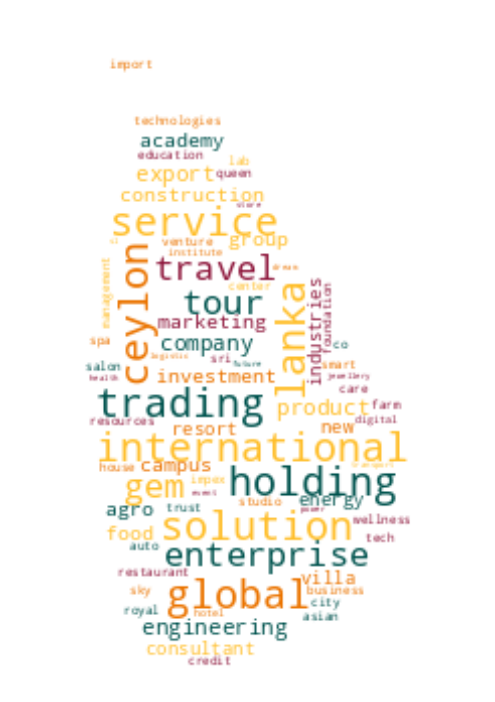 import
technologies
academy
education
lab
export queen
construction
store
service
venture group
institute
ceylon
management
travel dream
center
tour
lanka
industries
foundation
marketing
company co
logistic
sri future
spa
salon smart
health jewellery
investment
care
trading
product farm
resources digital
resort new
international
house campus transport
gem impex holding
event energy
studio
agro trust power
solution wellness
food tech
auto enterprise
restaurant villa
sky global business
royal hotel city
asian
engineering
consultant
credit